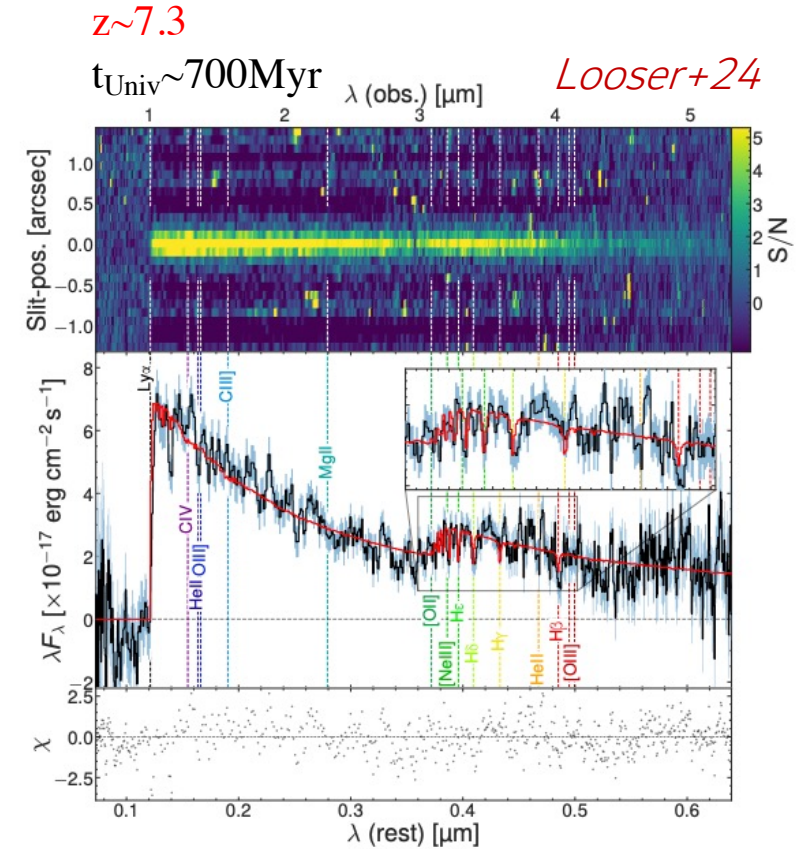 z~7.3
t_Univ~700Myr
Looser+24
λ (obs.) [μm]
1 2 3 4 5
Slit-pos. [arcsec]
1.0
0.5
0.0
−0.5
−1.0
5
4
3
2
1
0
S/N
λF_λ [×10⁻¹⁷ erg cm⁻² s⁻¹]
8
6
4
2
0
−2
Lyα
CIV
HeII
OIII]
CIII]
MgII
[OII]
[NeIII]
Hε
Hδ
Hγ
HeII
Hβ
[OIII]
χ
2.5
0.0
−2.5
0.1 0.2 0.3 0.4 0.5 0.6
λ (rest) [μm]